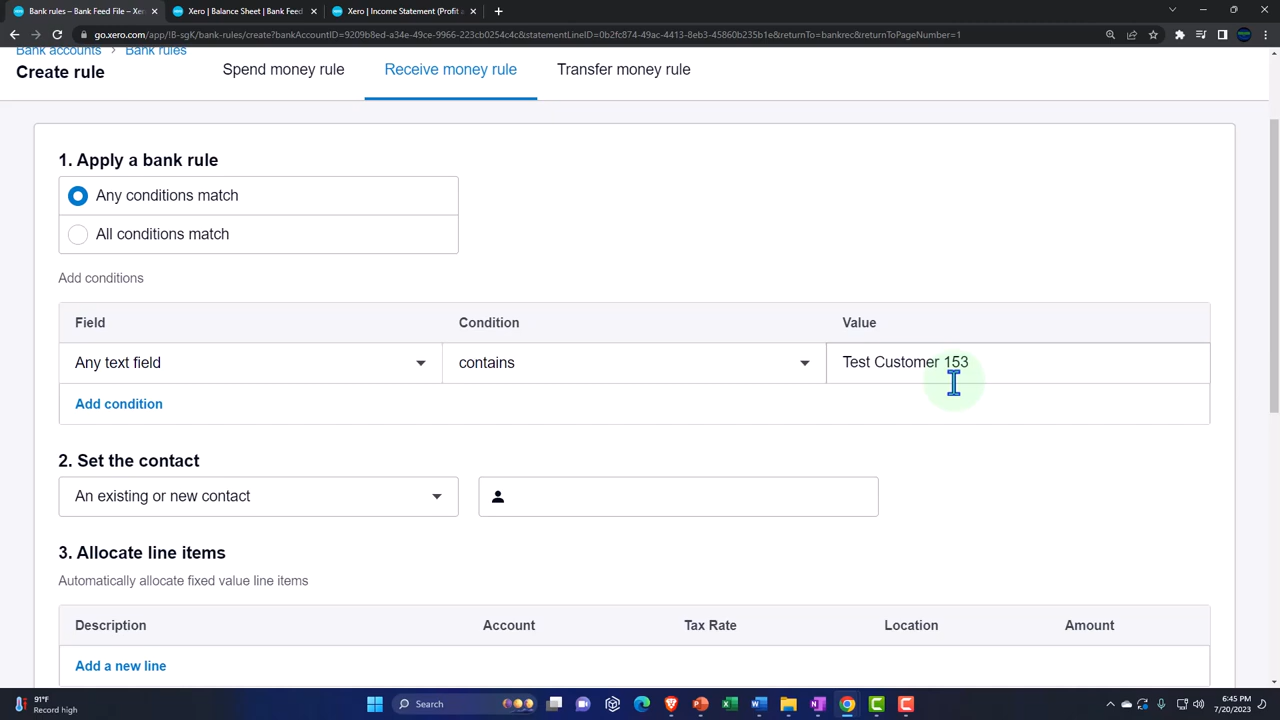 Bank rules – Bank Feed File – Xer
Xero | Balance Sheet | Bank Feed
Xero | Income Statement (Profit a
go.xero.com/app/!8-sgK/bank-rules/create?bankAccountID=9209b8ed-a34e-49ce-9966-223cb0254c4c&statementLineID=0b2fc874-49ac-4413-8eb3-45860b235b1e&returnTo=bankrec&returnToPageNumber=1
Bank accounts > Bank rules
Create rule
Spend money rule
Receive money rule
Transfer money rule
1. Apply a bank rule
Any conditions match
All conditions match
Add conditions
Field Condition Value
Any text field contains Test Customer 153
Add condition
2. Set the contact
An existing or new contact
3. Allocate line items
Automatically allocate fixed value line items
Description Account Tax Rate Location Amount
Add a new line
91°F
Record high
Search
6:45 PM
7/20/2023